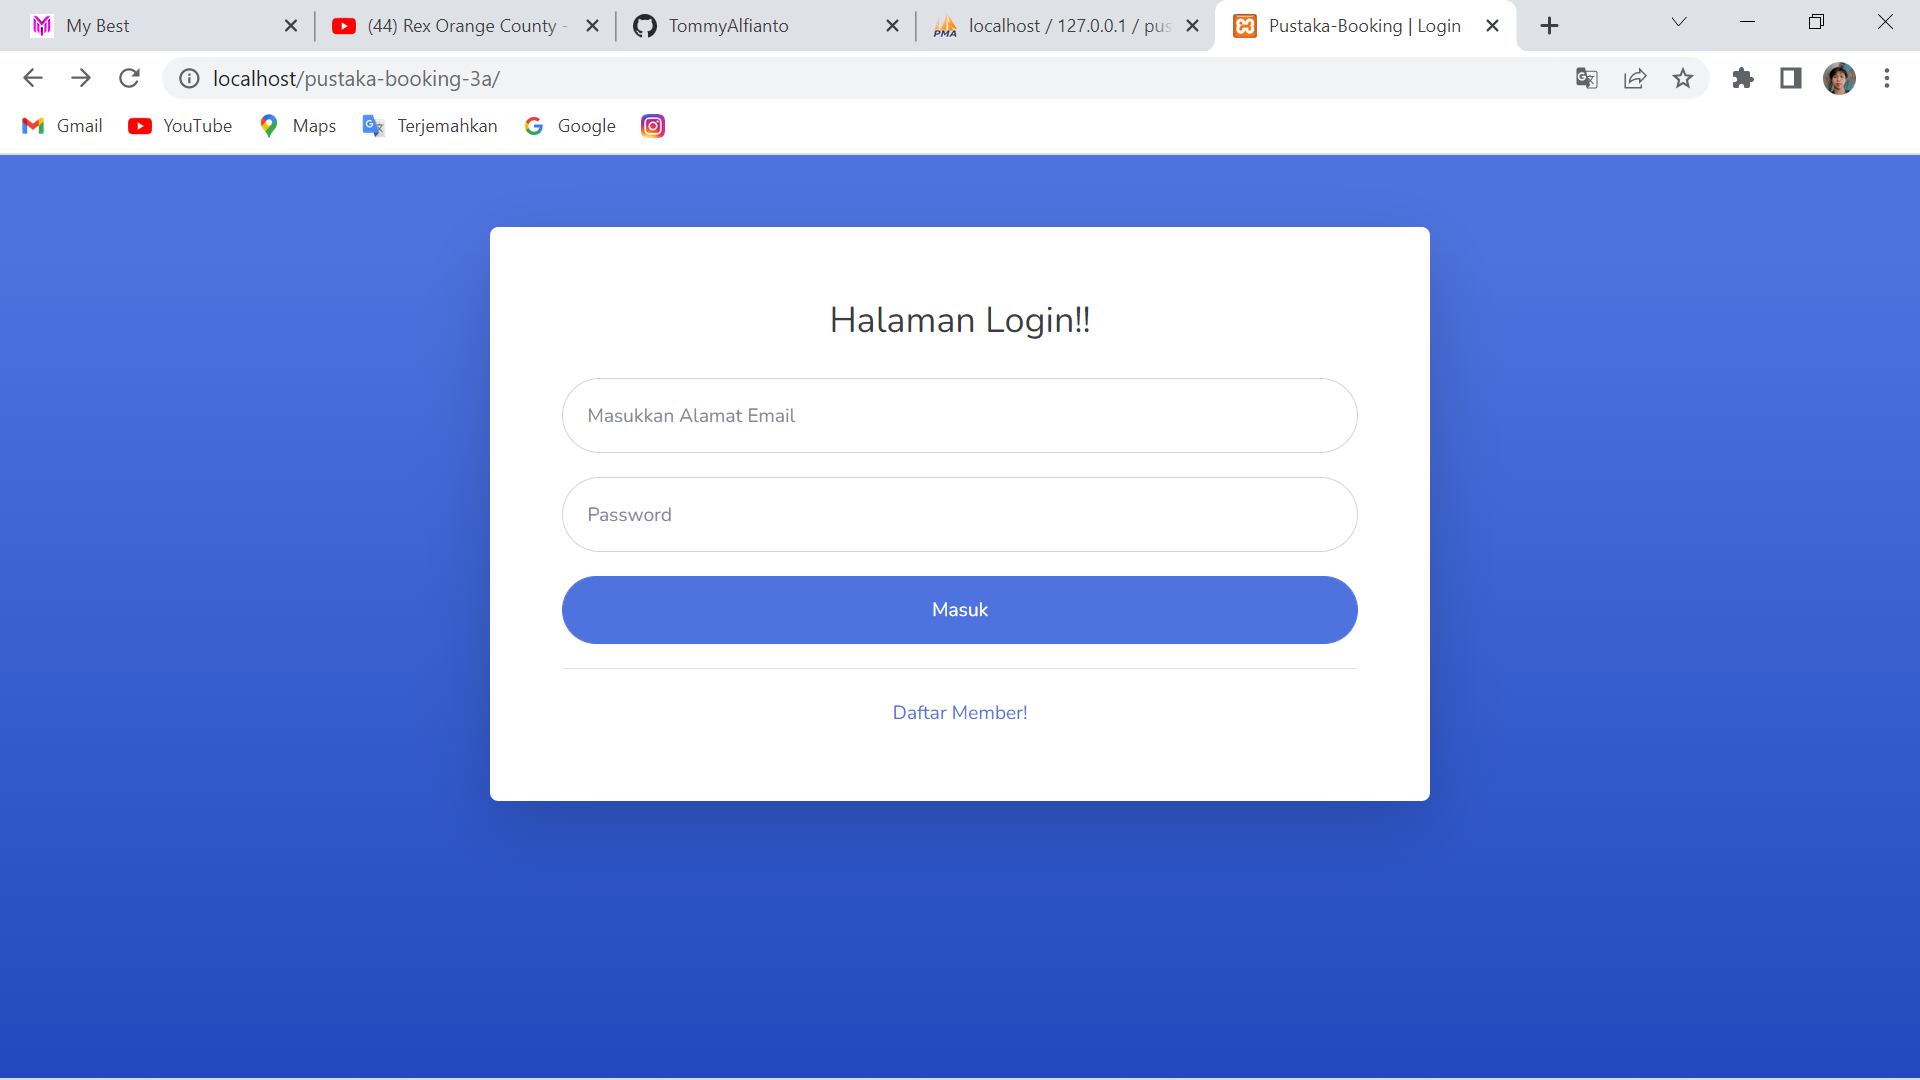 My Best
(44) Rex Orange County -
TommyAlfianto
PMA
localhost / 127.0.0.1 / pus
Pustaka-Booking | Login
localhost/pustaka-booking-3a/
Gmail
YouTube
Maps
Terjemahkan
Google
Halaman Login!!
Masukkan Alamat Email
Password
Masuk
Daftar Member!